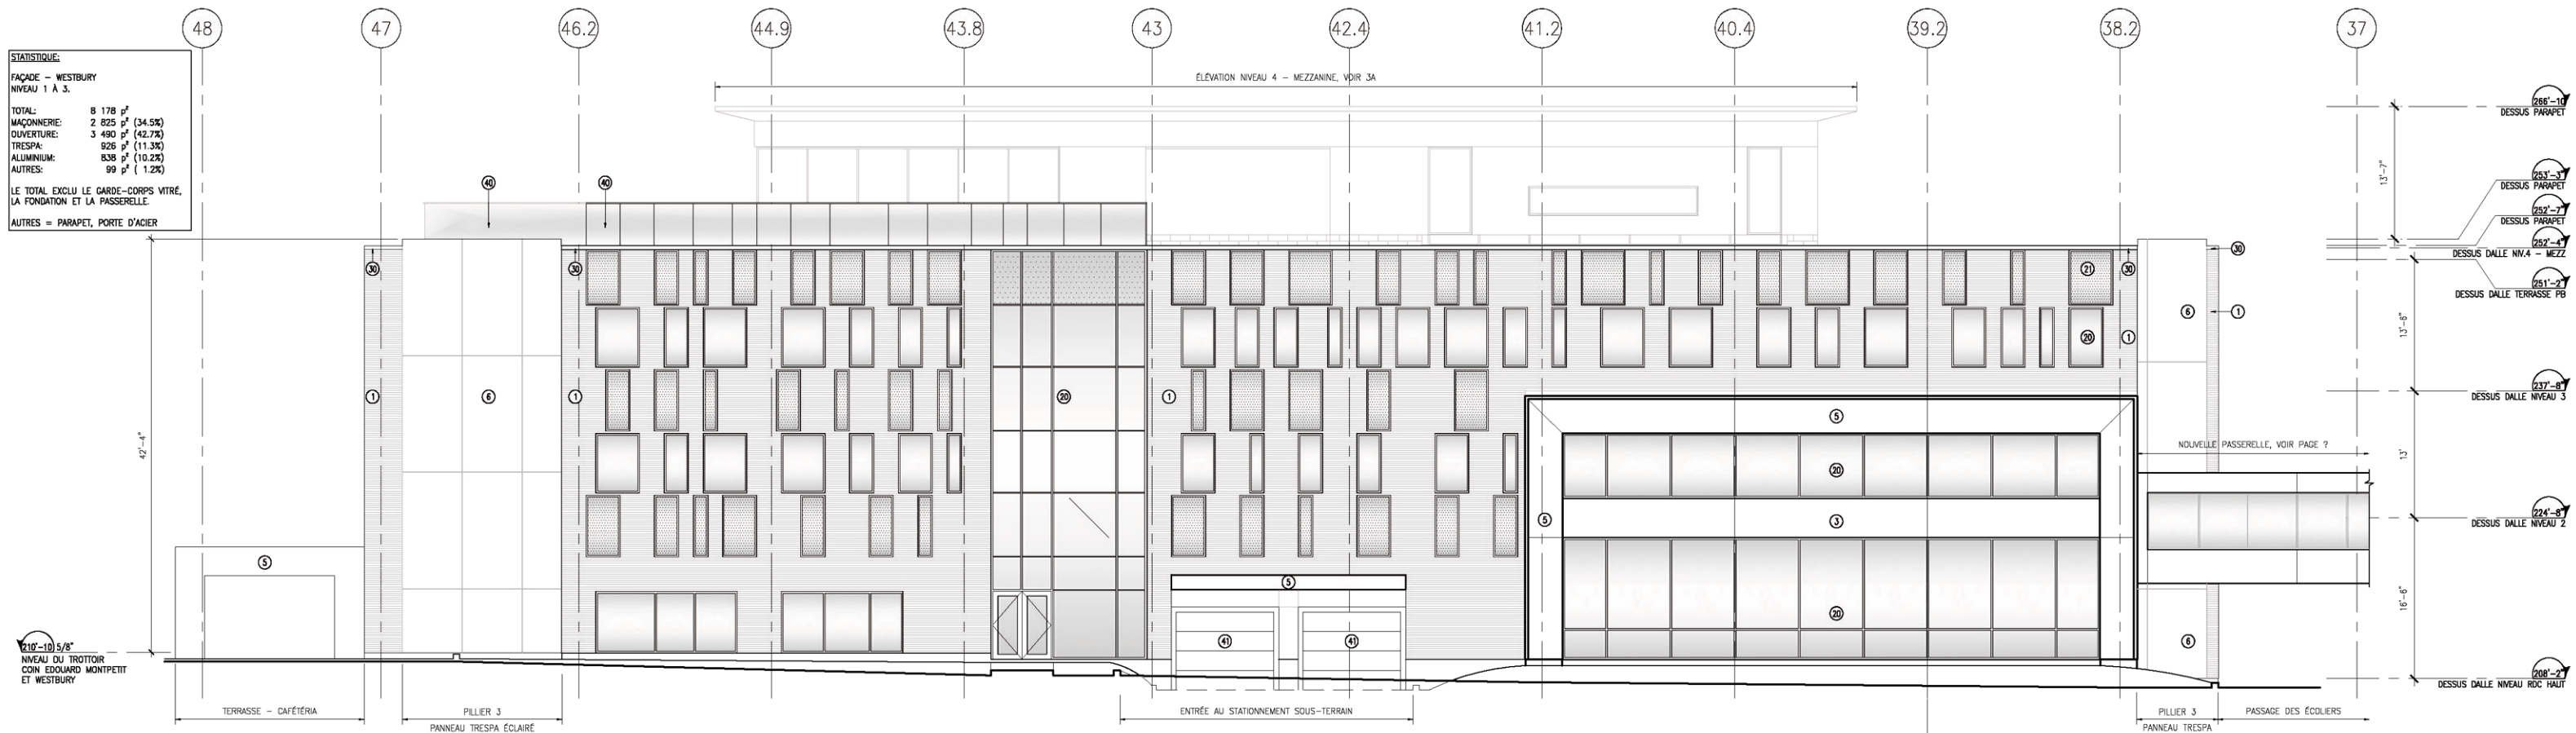 48
47
46.2
44.9
43.8
43
42.4
41.2
40.4
39.2
38.2
37
STATISTIQUE:
FAÇADE – WESTBURY
NIVEAU 1 À 3.
TOTAL: 8 178 p²
MAÇONNERIE: 2 825 p² (34.5%)
OUVERTURE: 3 490 p² (42.7%)
TRESPA: 926 p² (11.3%)
ALUMINIUM: 838 p² (10.2%)
AUTRES: 99 p² ( 1.2%)
LE TOTAL EXCLU LE GARDE-CORPS VITRÉ,
LA FONDATION ET LA PASSERELLE.
AUTRES = PARAPET, PORTE D'ACIER
ÉLÉVATION NIVEAU 4 – MEZZANINE, VOIR 3A
266'-10"
DESSUS PARAPET
13'-7"
253'-3"
DESSUS PARAPET
252'-7"
DESSUS PARAPET
252'-4"
DESSUS DALLE NIV.4 – MEZZ
251'-2"
DESSUS DALLE TERRASSE PB
40
40
30
30
21
30
30
6
1
20
1
13'-6"
237'-8"
DESSUS DALLE NIVEAU 3
1
6
1
20
1
5
42'-4"
NOUVELLE PASSERELLE, VOIR PAGE ?
13'
20
5
3
224'-8"
DESSUS DALLE NIVEAU 2
5
5
16'-6"
20
41
41
6
210'-10 5/8"
NIVEAU DU TROTTOIR
COIN EDOUARD MONTPETIT
ET WESTBURY
208'-2"
DESSUS DALLE NIVEAU RDC HAUT
TERRASSE – CAFÉTÉRIA
PILLIER 3
PANNEAU TRESPA ÉCLAIRÉ
ENTRÉE AU STATIONNEMENT SOUS-TERRAIN
PILLIER 3
PANNEAU TRESPA
PASSAGE DES ÉCOLIERS